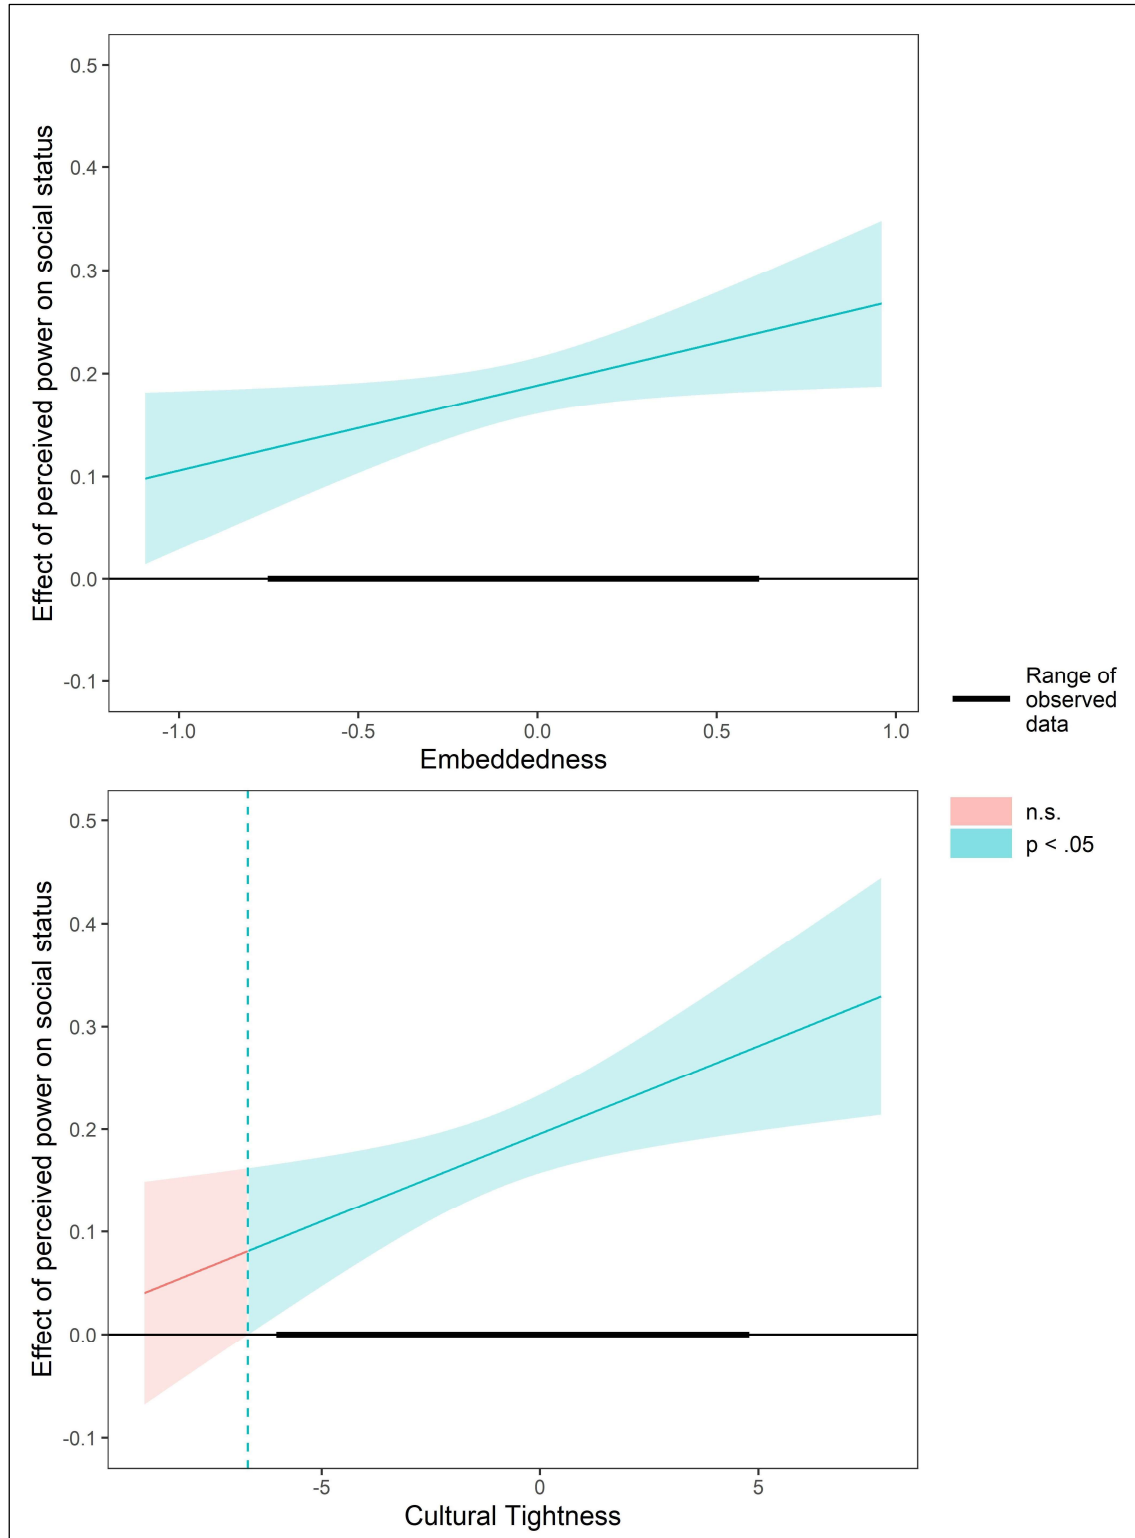 Effect of perceived power on social status
0.5
0.4
0.3
0.2
0.1
0.0
-0.1
-1.0 -0.5 0.0 0.5 1.0
Embeddedness
Range of
observed
data
n.s.
p < .05
Effect of perceived power on social status
0.5
0.4
0.3
0.2
0.1
0.0
-0.1
-5 0 5
Cultural Tightness